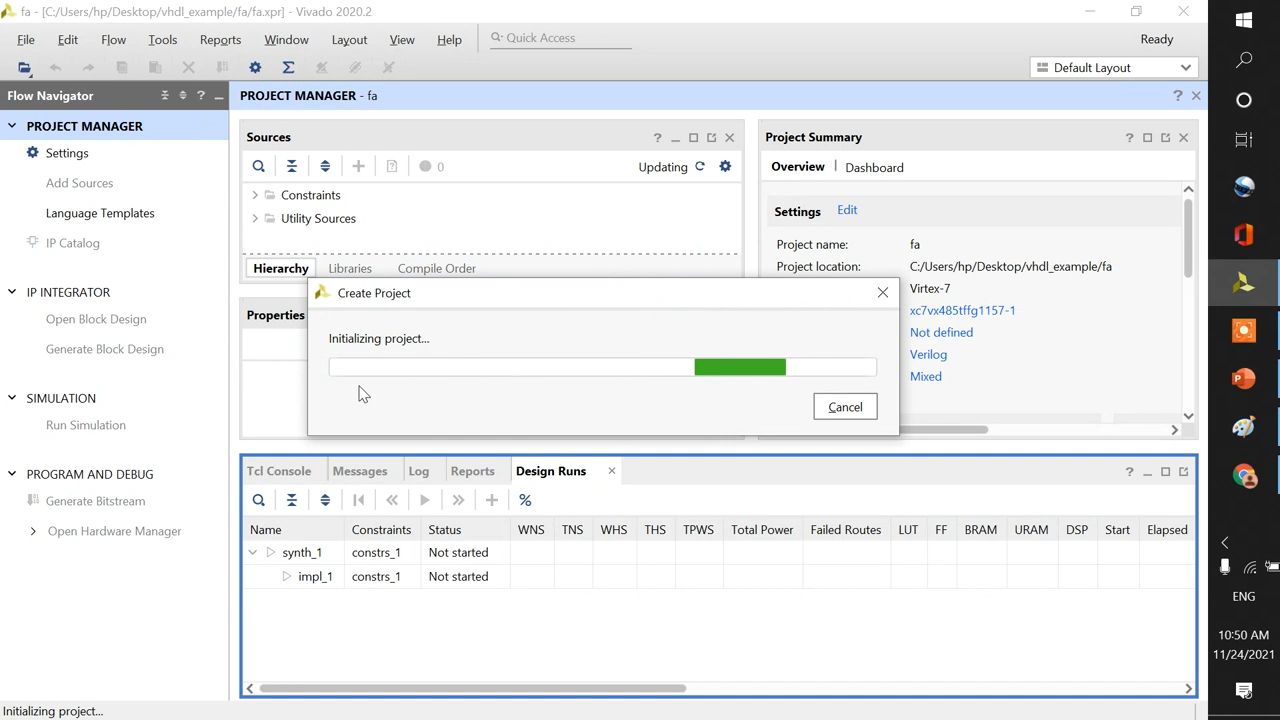 fa - [C:/Users/hp/Desktop/vhdl_example/fa/fa.xpr] - Vivado 2020.2
File Edit Flow Tools Reports Window Layout View Help Quick Access Ready
Default Layout
Flow Navigator
PROJECT MANAGER
Settings
Add Sources
Language Templates
IP Catalog
IP INTEGRATOR
Open Block Design
Generate Block Design
SIMULATION
Run Simulation
PROGRAM AND DEBUG
Generate Bitstream
Open Hardware Manager
PROJECT MANAGER - fa
Sources
0 Updating
Constraints
Utility Sources
Hierarchy Libraries Compile Order
Properties
Project Summary
Overview Dashboard
Settings Edit
Project name: fa
Project location: C:/Users/hp/Desktop/vhdl_example/fa
Virtex-7
xc7vx485tffg1157-1
Not defined
Verilog
Mixed
Create Project
Initializing project...
Cancel
Tcl Console Messages Log Reports Design Runs
%
Name Constraints Status WNS TNS WHS THS TPWS Total Power Failed Routes LUT FF BRAM URAM DSP Start Elapsed
synth_1 constrs_1 Not started
impl_1 constrs_1 Not started
Initializing project...
ENG
10:50 AM
11/24/2021